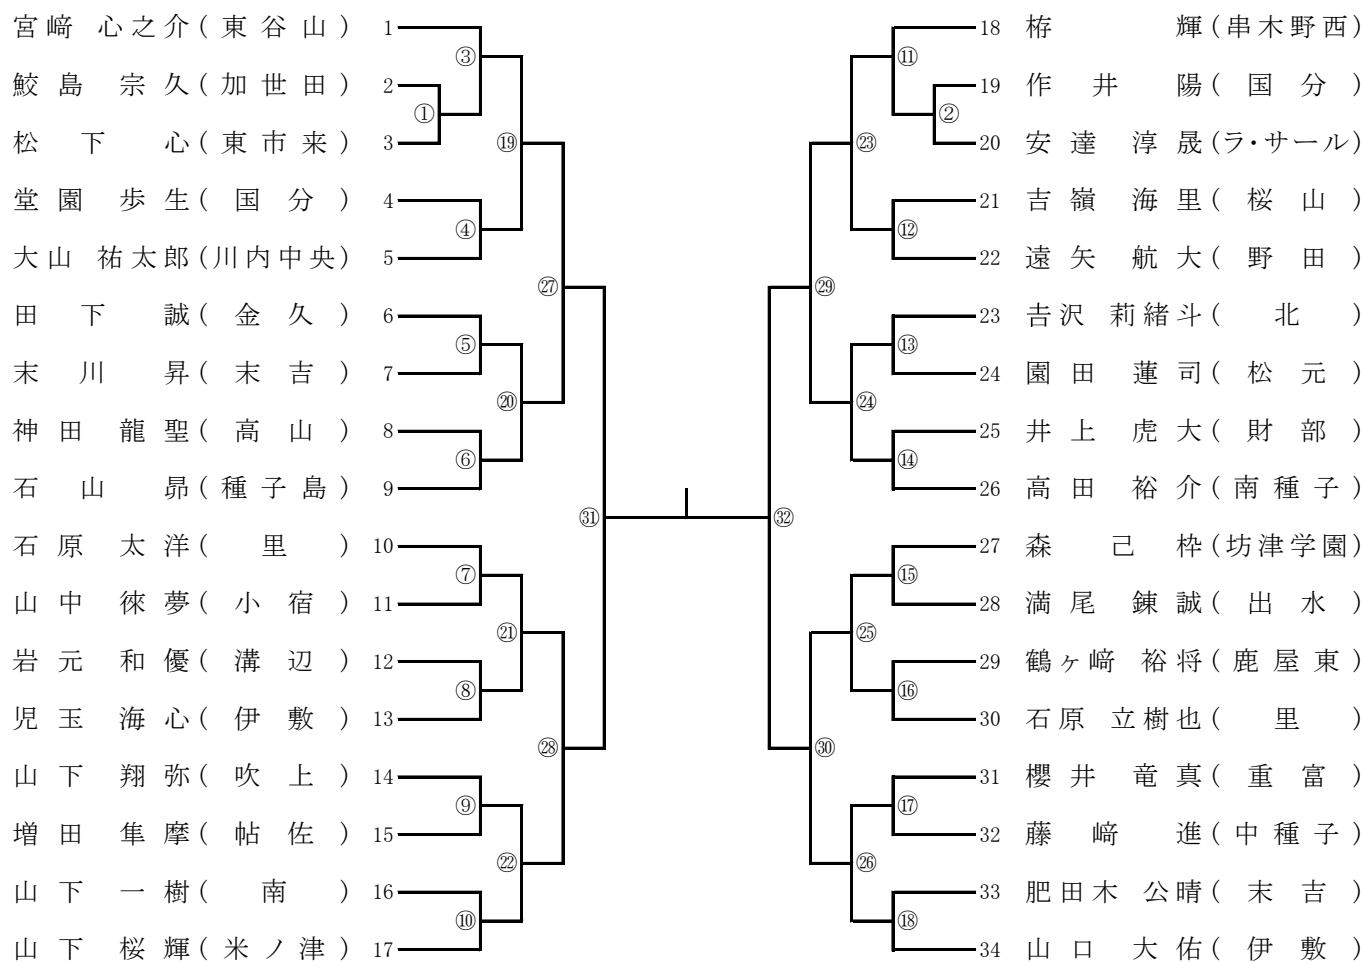 宮﨑 心之介(東谷山) 1
鮫島 宗久(加世田) 2
松下 心(東市来) 3
堂園 歩生(国分) 4
大山 祐太郎(川内中央) 5
田下 誠(金久) 6
末川 昇(末吉) 7
神田 龍聖(高山) 8
石山 昴(種子島) 9
石原 太洋(里) 10
山中 徠夢(小宿) 11
岩元 和優(溝辺) 12
児玉 海心(伊敷) 13
山下 翔弥(吹上) 14
増田 隼摩(帖佐) 15
山下 一樹(南) 16
山下 桜輝(米ノ津) 17
③
①
⑲
④
㉗
⑤
⑳
⑥
㉛
⑦
㉑
⑧
㉘
⑨
㉒
⑩
⑪
②
㉓
⑫
㉙
⑬
㉔
⑭
㉜
⑮
㉕
⑯
㉚
⑰
㉖
⑱
18 栫 輝(串木野西)
19 作井 陽(国分)
20 安達 淳晟(ラ・サール)
21 吉嶺 海里(桜山)
22 遠矢 航大(野田)
23 𠮷沢 莉緒斗(北)
24 園田 蓮司(松元)
25 井上 虎大(財部)
26 高田 裕介(南種子)
27 森 己枠(坊津学園)
28 満尾 錬誠(出水)
29 鶴ヶ﨑 裕将(鹿屋東)
30 石原 立樹也(里)
31 櫻井 竜真(重富)
32 藤﨑 進(中種子)
33 肥田木 公晴(末吉)
34 山口 大佑(伊敷)